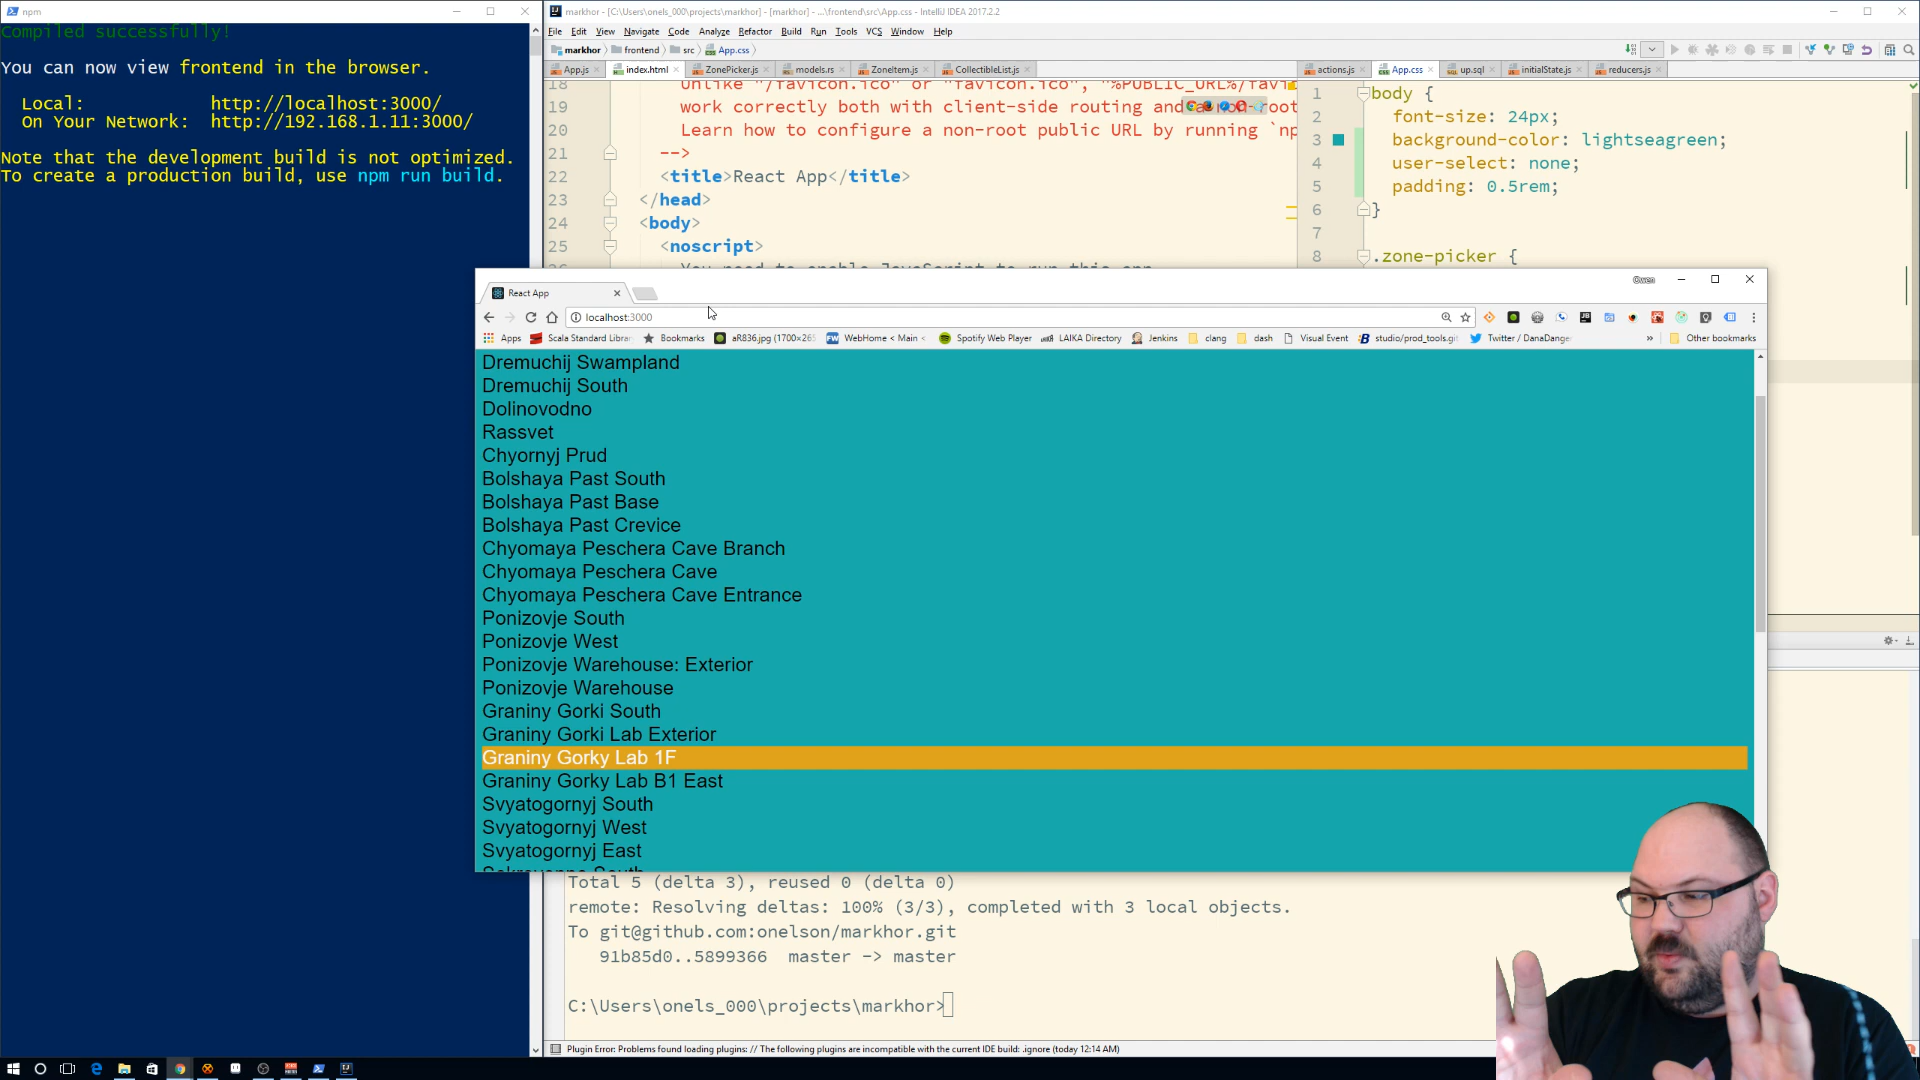 npm
Compiled successfully!
You can now view frontend in the browser.
Local: http://localhost:3000/
On Your Network: http://192.168.1.11:3000/
Note that the development build is not optimized.
To create a production build, use npm run build.
markhor - [C:\Users\onels_000\projects\markhor] - [markhor] - ...\frontend\src\App.css - IntelliJ IDEA 2017.2.2
File Edit View Navigate Code Analyze Refactor Build Run Tools VCS Window Help
markhor frontend src App.css
App.js index.html ZonePicker.js models.rs ZoneItem.js CollectibleList.js
actions.js App.css up.sql initialState.js reducers.js
18 Unlike "/favicon.ico" or "favicon.ico", "%PUBLIC_URL%/favi
19 work correctly both with client-side routing and a non-root
20 Learn how to configure a non-root public URL by running `np
21 -->
22 <title>React App</title>
23 </head>
24 <body>
25 <noscript>
You need to enable JavaScript to run this app
1 body {
2 font-size: 24px;
3 background-color: lightseagreen;
4 user-select: none;
5 padding: 0.5rem;
6 }
7
8 .zone-picker {
React App
Owen
localhost:3000
Apps Scala Standard Librar Bookmarks aR836.jpg (1700×265 WebHome < Main < Spotify Web Player LAIKA Directory Jenkins clang dash Visual Event studio/prod_tools.gi Twitter / DanaDange » Other bookmarks
Dremuchij Swampland
Dremuchij South
Dolinovodno
Rassvet
Chyornyj Prud
Bolshaya Past South
Bolshaya Past Base
Bolshaya Past Crevice
Chyomaya Peschera Cave Branch
Chyomaya Peschera Cave
Chyomaya Peschera Cave Entrance
Ponizovje South
Ponizovje West
Ponizovje Warehouse: Exterior
Ponizovje Warehouse
Graniny Gorki South
Graniny Gorki Lab Exterior
Graniny Gorky Lab 1F
Graniny Gorky Lab B1 East
Svyatogornyj South
Svyatogornyj West
Svyatogornyj East
Total 5 (delta 3), reused 0 (delta 0)
remote: Resolving deltas: 100% (3/3), completed with 3 local objects.
To git@github.com:onelson/markhor.git
91b85d0..5899366 master -> master
C:\Users\onels_000\projects\markhor>
Plugin Error: Problems found loading plugins: // The following plugins are incompatible with the current IDE build: .ignore (today 12:14 AM)